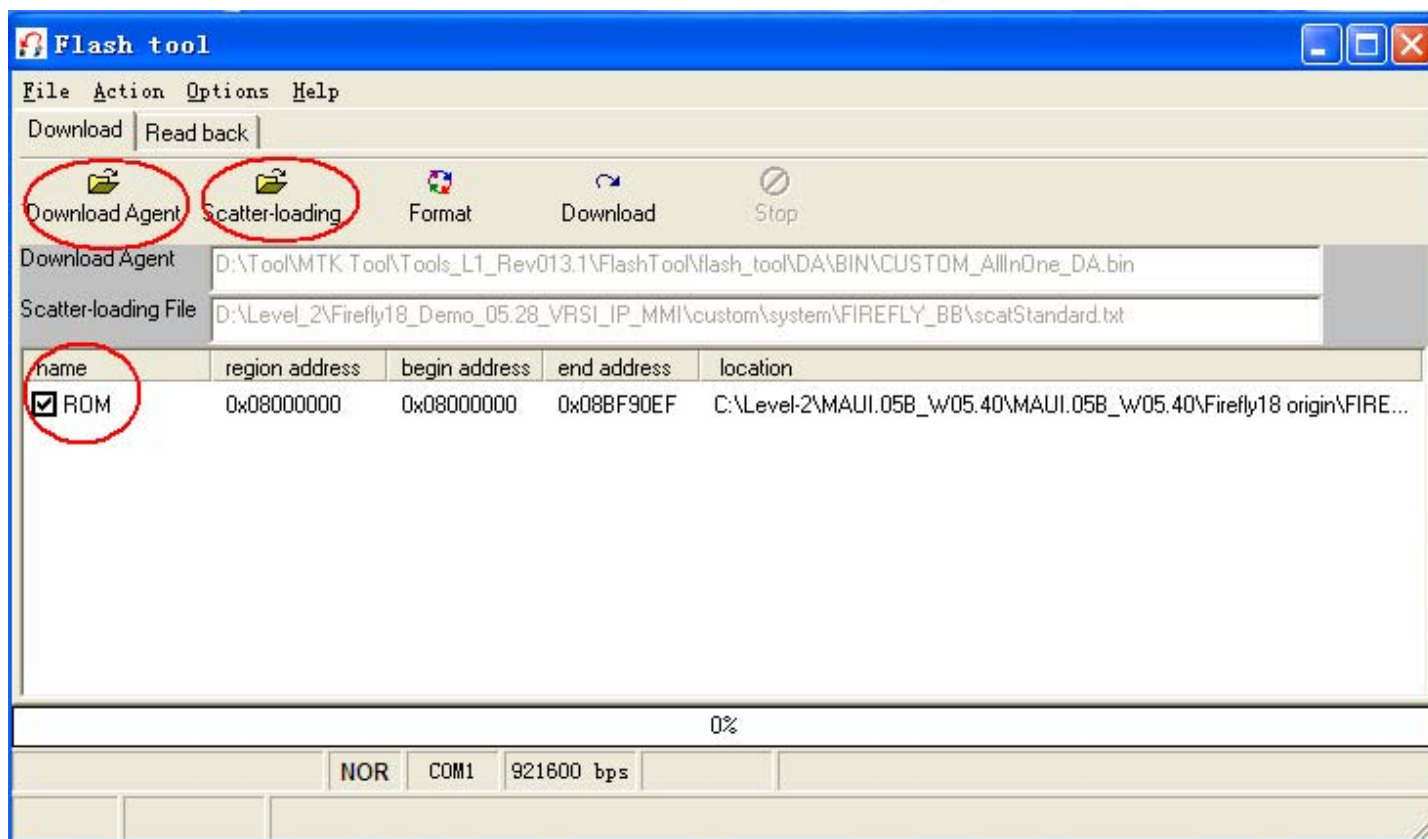 Flash tool
File Action Options Help
Download Read back
Download Agent Scatter-loading Format Download Stop
Download Agent D:\Tool\MTK Tool\Tools_L1_Rev013.1\FlashTool\flash_tool\DA\BIN\CUSTOM_AllInOne_DA.bin
Scatter-loading File D:\Level_2\Firefly18_Demo_05.28_VRSI_IP_MMI\custom\system\FIREFLY_BB\scatStandard.txt
name region address begin address end address location
ROM 0x08000000 0x08000000 0x08BF90EF C:\Level-2\MAUI.05B_W05.40\MAUI.05B_W05.40\Firefly18 origin\FIRE...
0%
NOR COM1 921600 bps